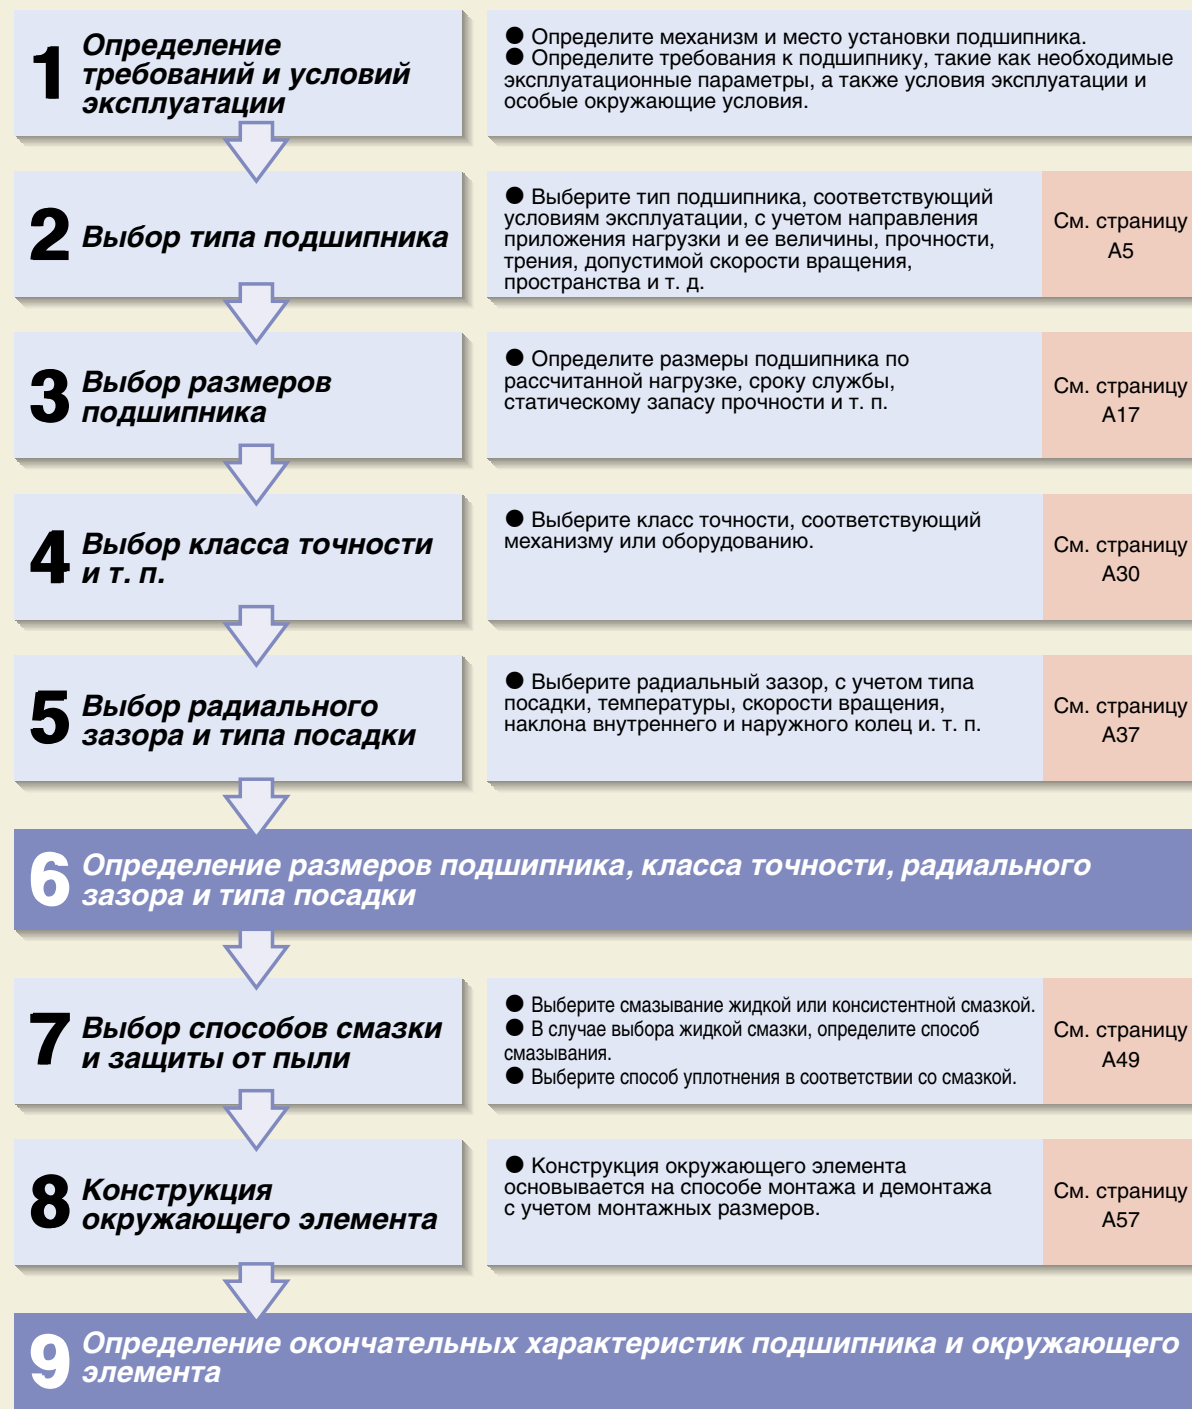 1 Определение
требований и условий
эксплуатации
● Определите механизм и место установки подшипника.
● Определите требования к подшипнику, такие как необходимые
эксплуатационные параметры, а также условия эксплуатации и
особые окружающие условия.
2 Выбор типа подшипника
● Выберите тип подшипника, соответствующий
условиям эксплуатации, с учетом направления
приложения нагрузки и ее величины, прочности,
трения, допустимой скорости вращения,
пространства и т. д.
См. страницу
A5
3 Выбор размеров
подшипника
● Определите размеры подшипника по
рассчитанной нагрузке, сроку службы,
статическому запасу прочности и т. п.
См. страницу
A17
4 Выбор класса точности
и т. п.
● Выберите класс точности, соответствующий
механизму или оборудованию.
См. страницу
A30
5 Выбор радиального
зазора и типа посадки
● Выберите радиальный зазор, с учетом типа
посадки, температуры, скорости вращения,
наклона внутреннего и наружного колец и. т. п.
См. страницу
A37
6 Определение размеров подшипника, класса точности, радиального
зазора и типа посадки
7 Выбор способов смазки
и защиты от пыли
● Выберите смазывание жидкой или консистентной смазкой.
● В случае выбора жидкой смазки, определите способ
смазывания.
● Выберите способ уплотнения в соответствии со смазкой.
См. страницу
A49
8 Конструкция
окружающего элемента
● Конструкция окружающего элемента
основывается на способе монтажа и демонтажа
с учетом монтажных размеров.
См. страницу
A57
9 Определение окончательных характеристик подшипника и окружающего
элемента